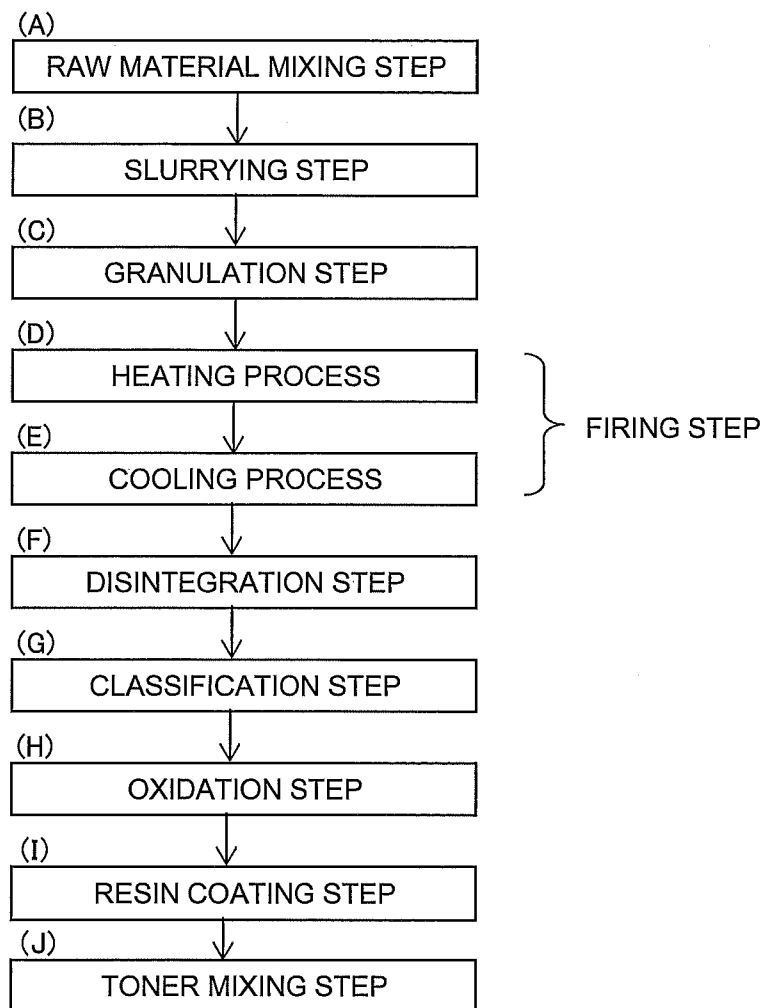 (A)
RAW MATERIAL MIXING STEP
(B)
SLURRYING STEP
(C)
GRANULATION STEP
(D)
HEATING PROCESS
FIRING STEP
(E)
COOLING PROCESS
(F)
DISINTEGRATION STEP
(G)
CLASSIFICATION STEP
(H)
OXIDATION STEP
(I)
RESIN COATING STEP
(J)
TONER MIXING STEP